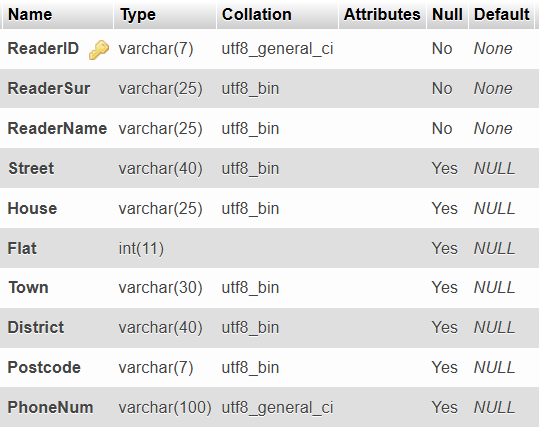 Name Type Collation Attributes Null Default
ReaderID varchar(7) utf8_general_ci No None
ReaderSur varchar(25) utf8_bin No None
ReaderName varchar(25) utf8_bin No None
Street varchar(40) utf8_bin Yes NULL
House varchar(25) utf8_bin Yes NULL
Flat int(11) Yes NULL
Town varchar(30) utf8_bin Yes NULL
District varchar(40) utf8_bin Yes NULL
Postcode varchar(7) utf8_bin Yes NULL
PhoneNum varchar(100) utf8_general_ci Yes NULL